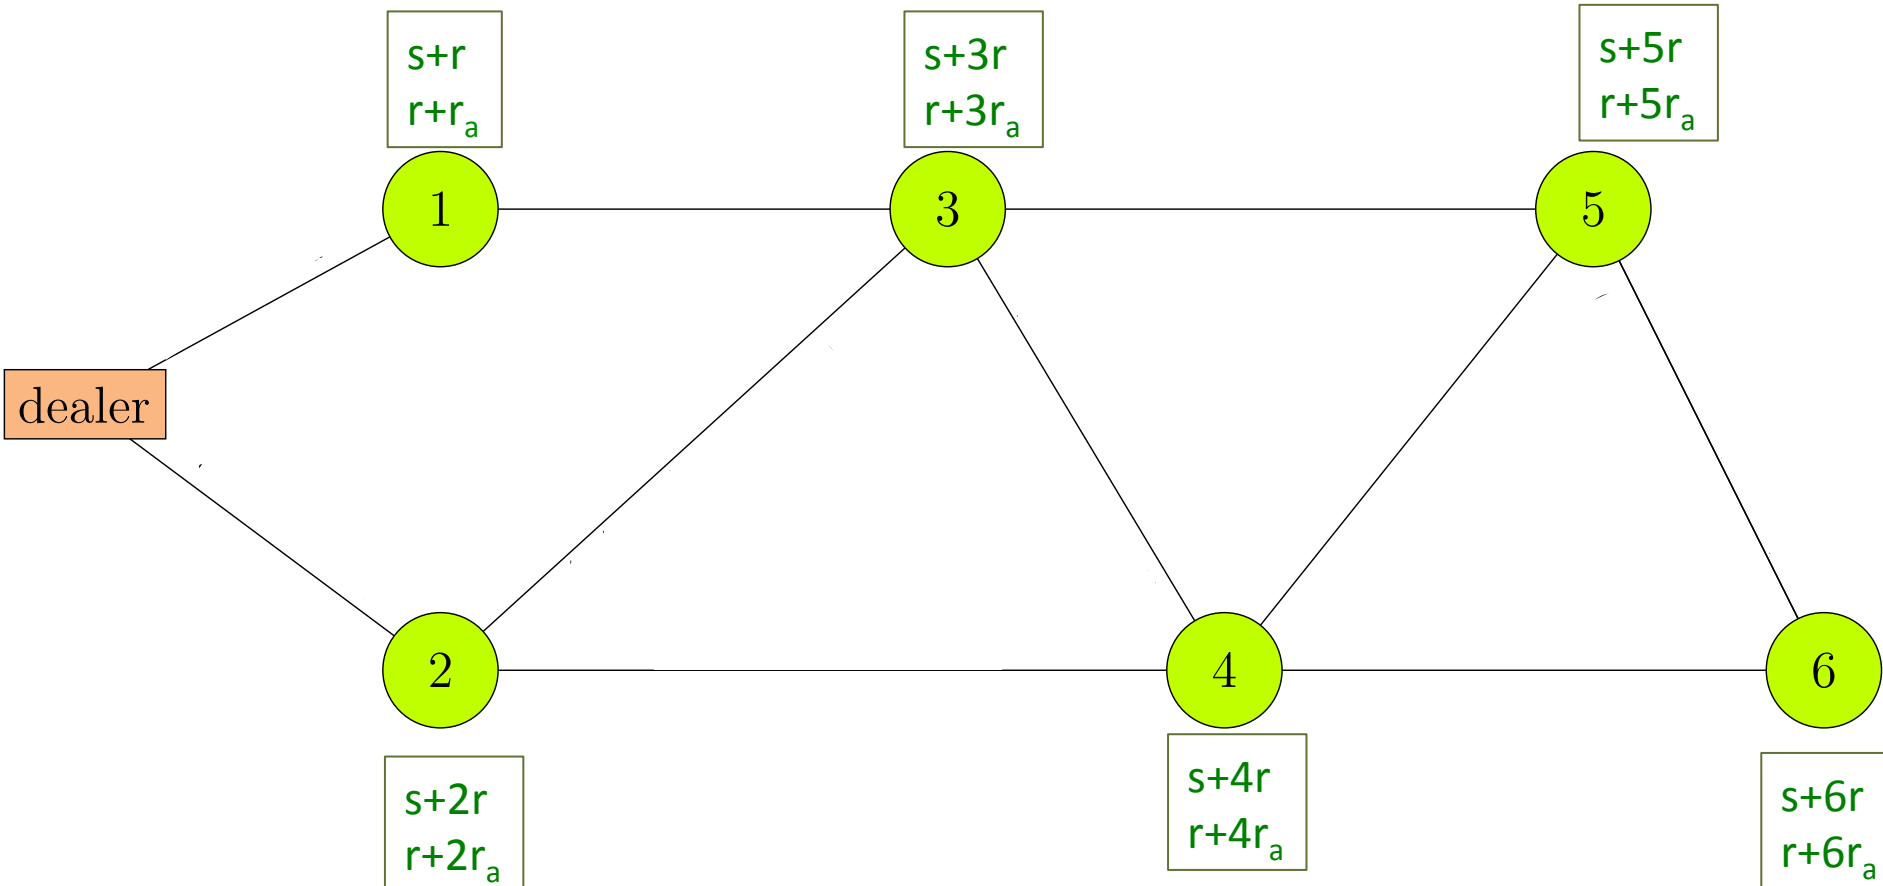 s+r
r+rₐ
s+3r
r+3rₐ
s+5r
r+5rₐ
1
3
5
dealer
2
4
6
s+2r
r+2rₐ
s+4r
r+4rₐ
s+6r
r+6rₐ